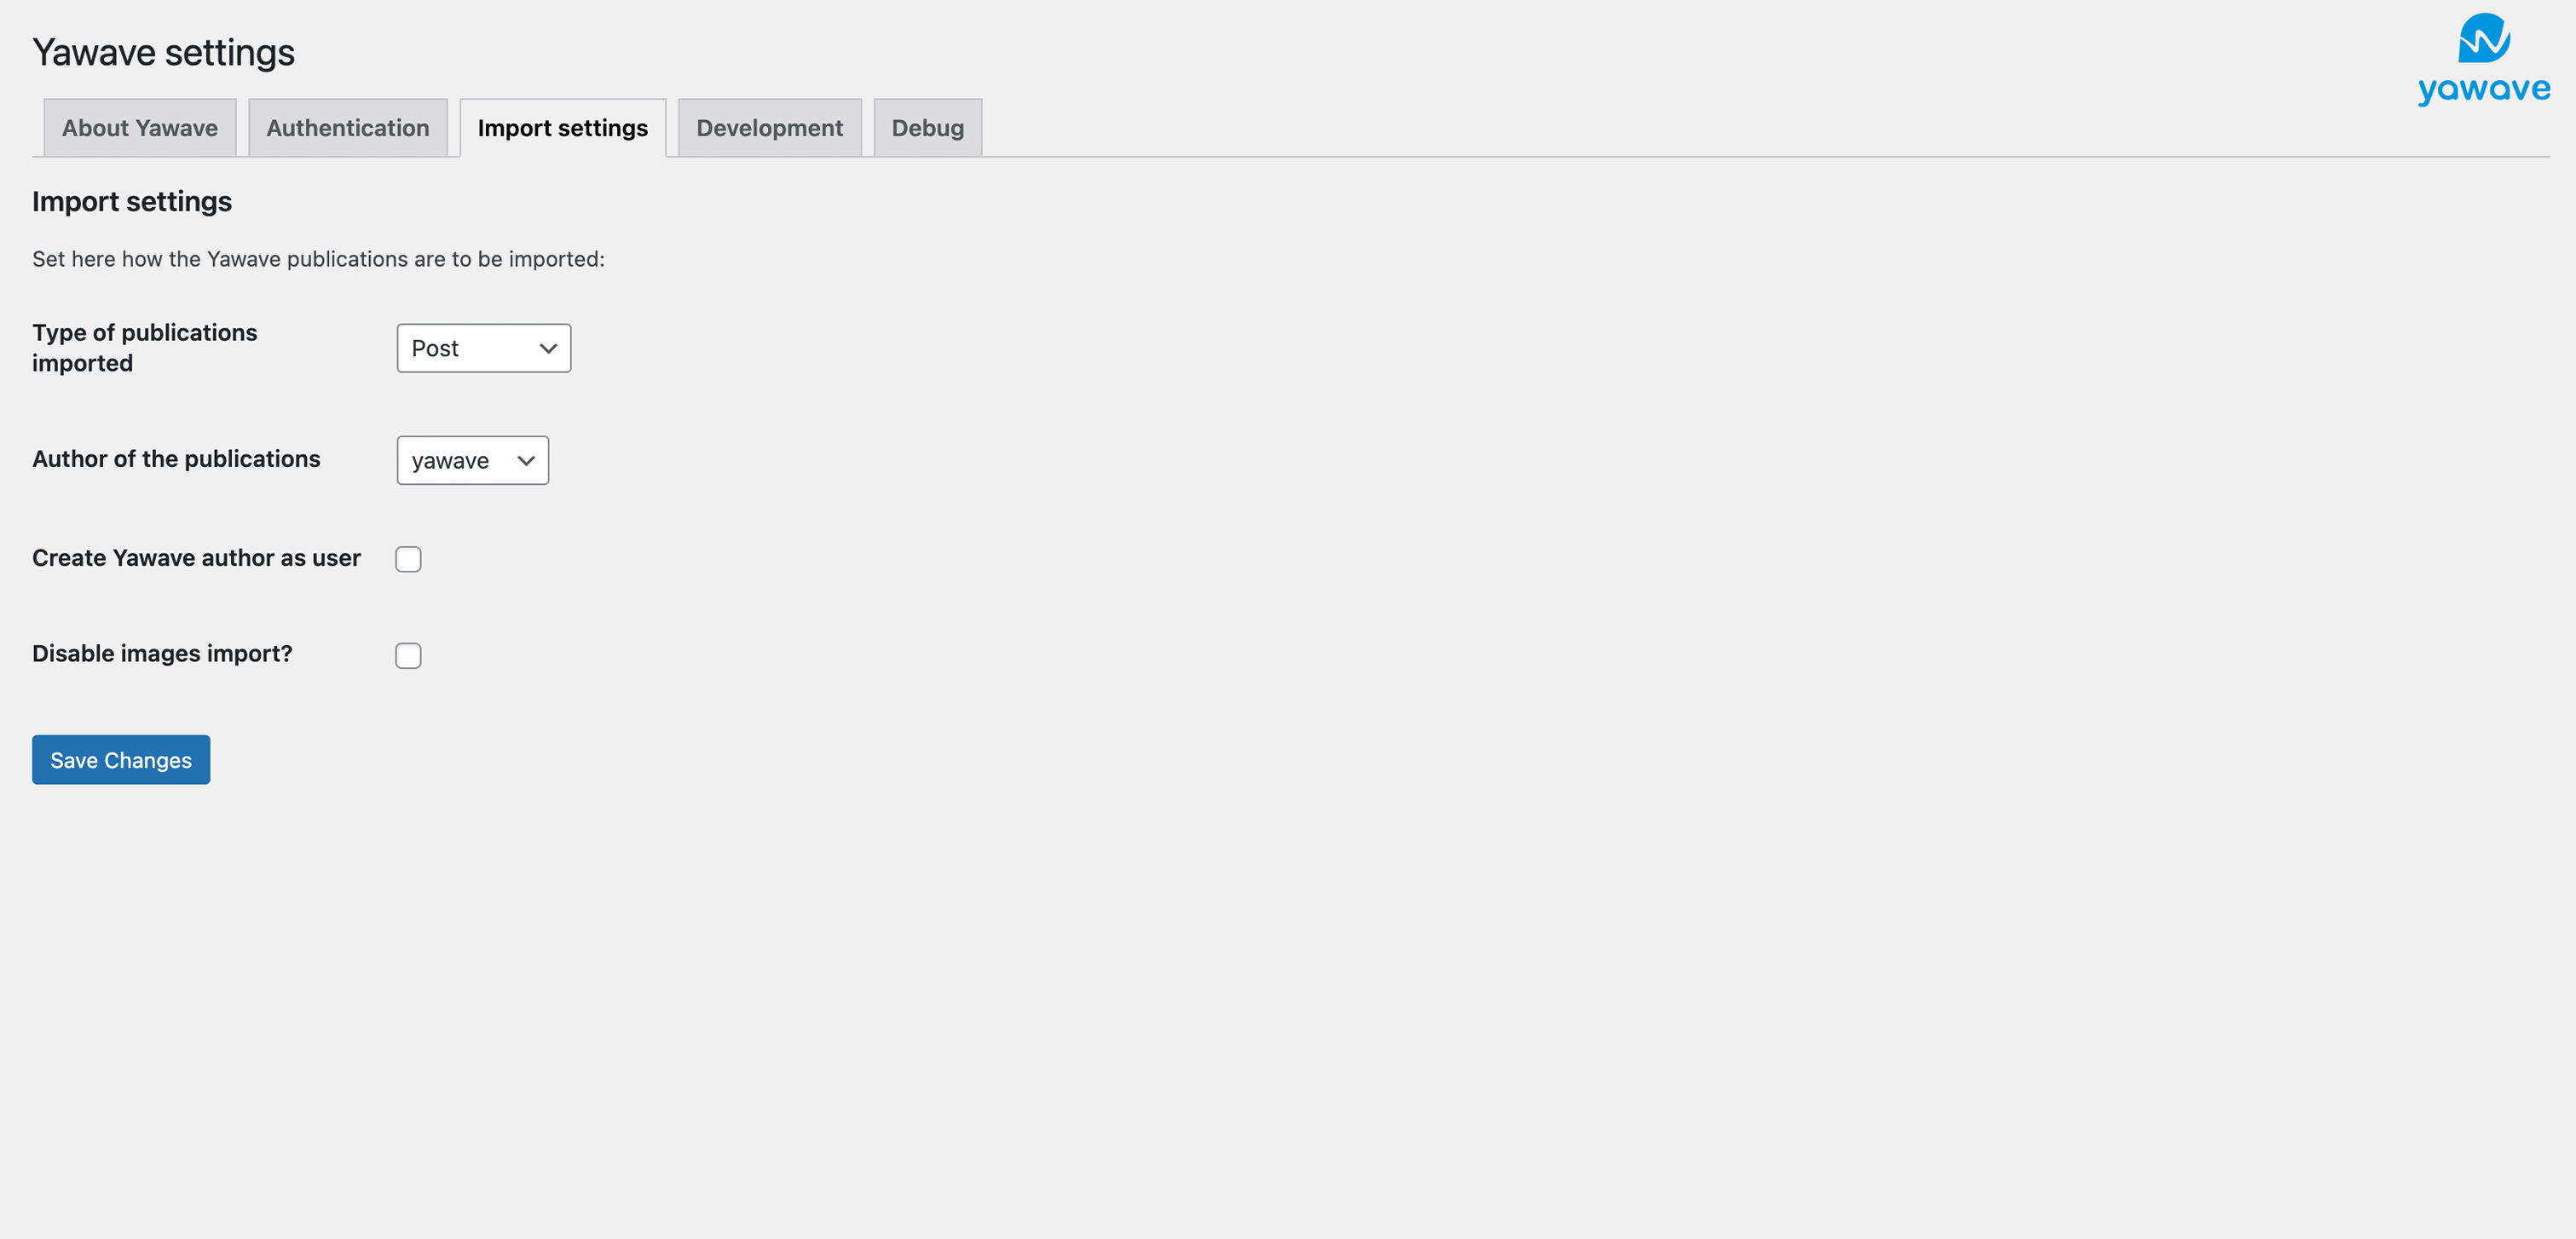 Yawave settings
yawave
About Yawave
Authentication
Import settings
Development
Debug
Import settings
Set here how the Yawave publications are to be imported:
Type of publications
imported
Post
Author of the publications
yawave
Create Yawave author as user
Disable images import?
Save Changes